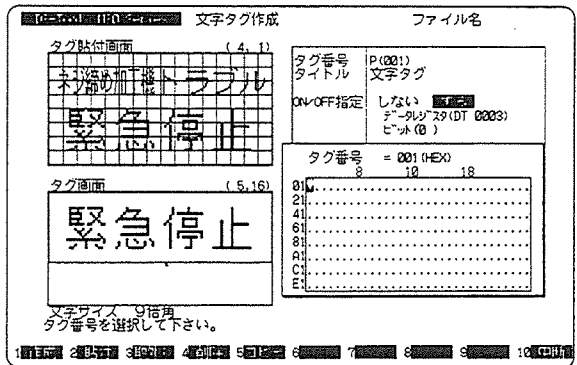 文字タグ作成
ファイル名
タグ貼付画面 ( 4, 1)
ネジ締め加工機トラブル
緊急停止
タグ番号 P(001)
タイトル 文字タグ
ON/OFF指定 しない する
データレジスタ(DT 0003)
ビット(0 )
タグ番号 = 001(HEX)
8 10 18
01
21
41
61
81
A1
C1
E1
タグ画面 ( 5,16)
緊急停止
文字サイズ 9倍角
タグ番号を選択して下さい。
1 2 3 4 5 6 7 8 9 10